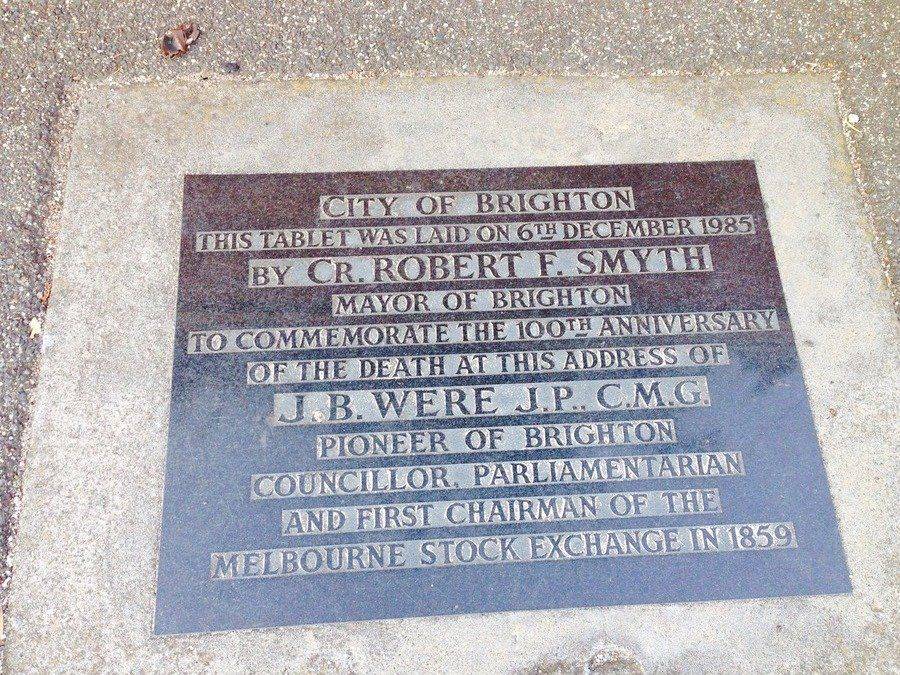 CITY OF BRIGHTON
THIS TABLET WAS LAID ON 6TH DECEMBER 1985
BY CR. ROBERT F. SMYTH
MAYOR OF BRIGHTON
TO COMMEMORATE THE 100TH ANNIVERSARY
OF THE DEATH AT THIS ADDRESS OF
J. B. WERE J.P., C.M.G.
PIONEER OF BRIGHTON
COUNCILLOR, PARLIAMENTARIAN
AND FIRST CHAIRMAN OF THE
MELBOURNE STOCK EXCHANGE IN 1859